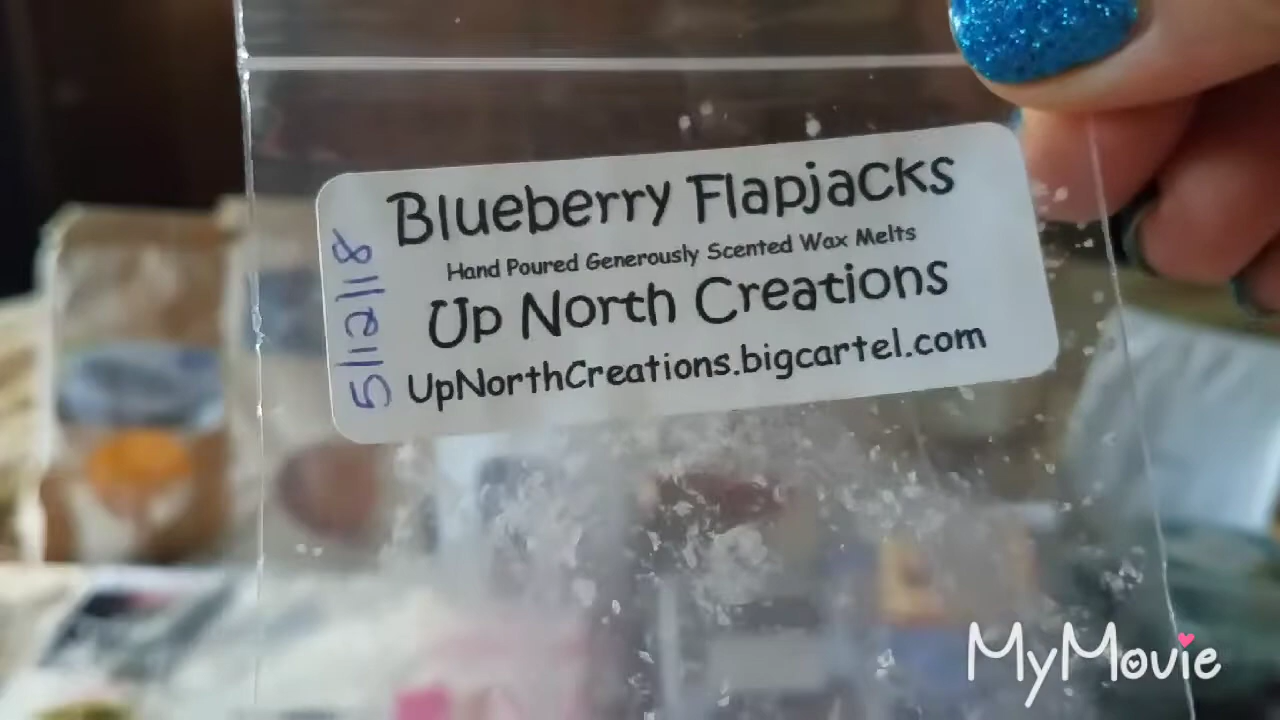 Blueberry Flapjacks
Hand Poured Generously Scented Wax Melts
Up North Creations
UpNorthCreations.bigcartel.com
5/12/18
MyMovie